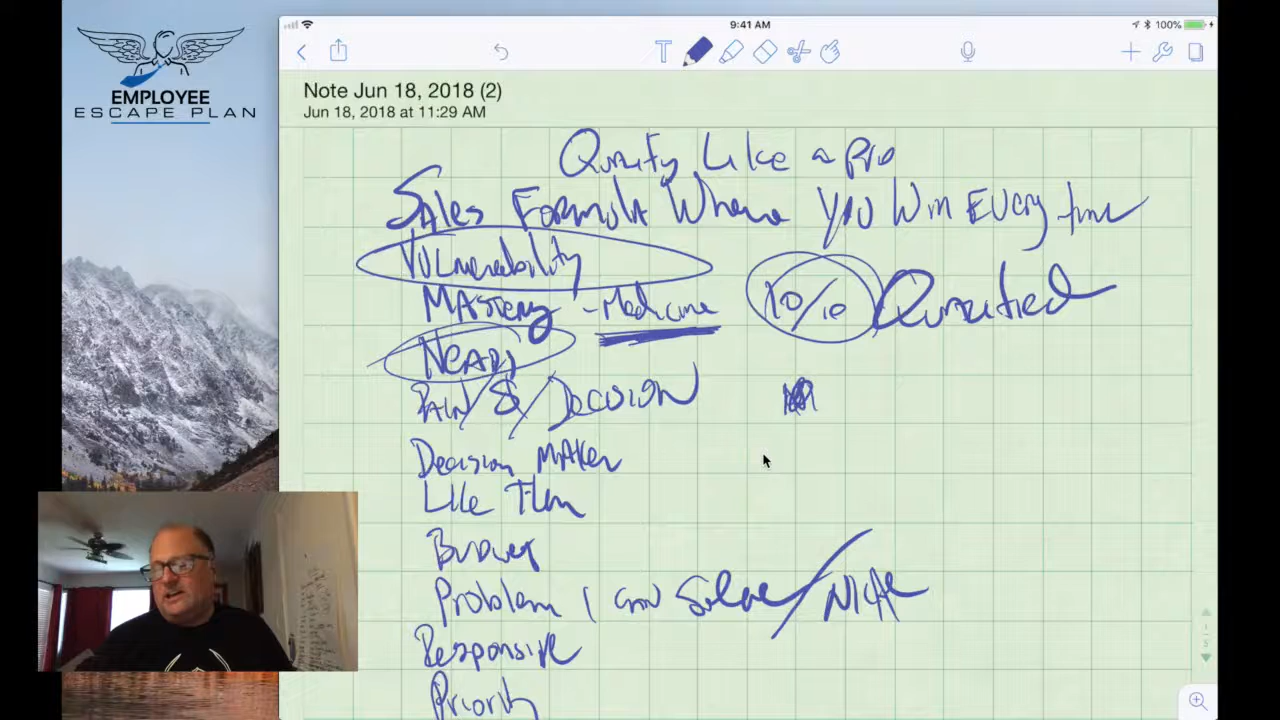 9:41 AM
100%
EMPLOYEE
ESCAPE PLAN
T
Note Jun 18, 2018 (2)
Jun 18, 2018 at 11:29 AM
Qualify Like a Pro
Sales Formula Where You Win Every time
Vulnerability
Mastery - Medicine
10/10 Qualified
Ready
Pain/$/Decision
Decision Maker
Like Them
Budget
Problem I can Solve/Niche
Responsive
Priority